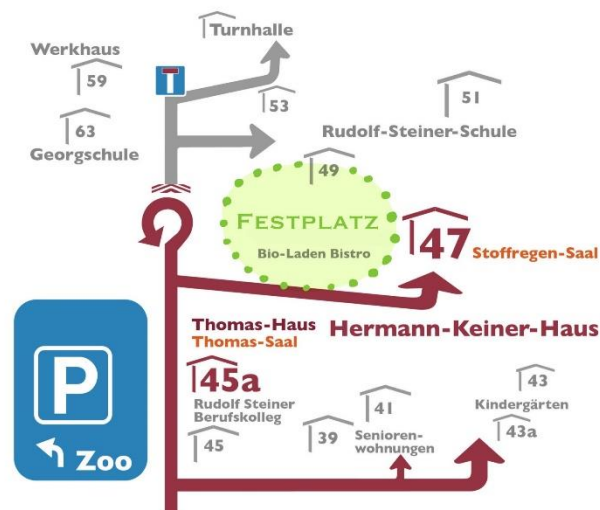 Turnhalle
Werkhaus
59
53
51
63
Georgschule
Rudolf-Steiner-Schule
49
FESTPLATZ
Bio-Laden Bistro
47 Stoffregen-Saal
Thomas-Haus
Thomas-Saal
Hermann-Keiner-Haus
45a
Rudolf Steiner
Berufskolleg
45
39
41
Senioren-
wohnungen
43
Kindergärten
43a
P
Zoo